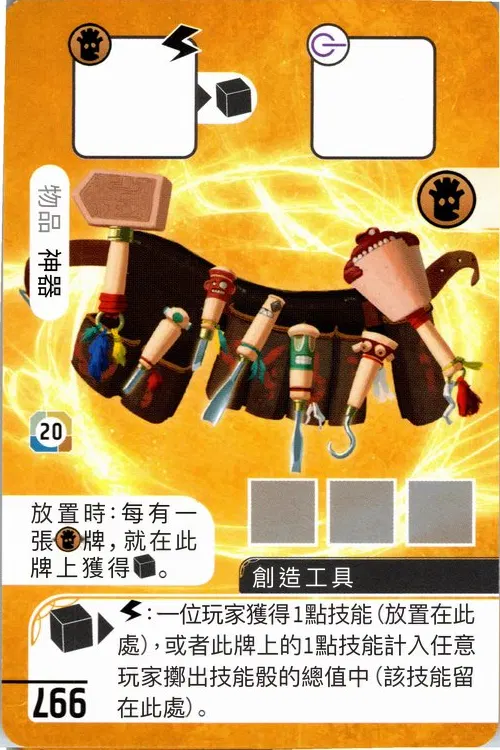 物品 神器
20
放置時：每有一
張牌，就在此
牌上獲得。
創造工具
：一位玩家獲得1點技能（放置在此
處），或者此牌上的1點技能計入任意
玩家擲出技能骰的總值中（該技能留
在此處）。
L99